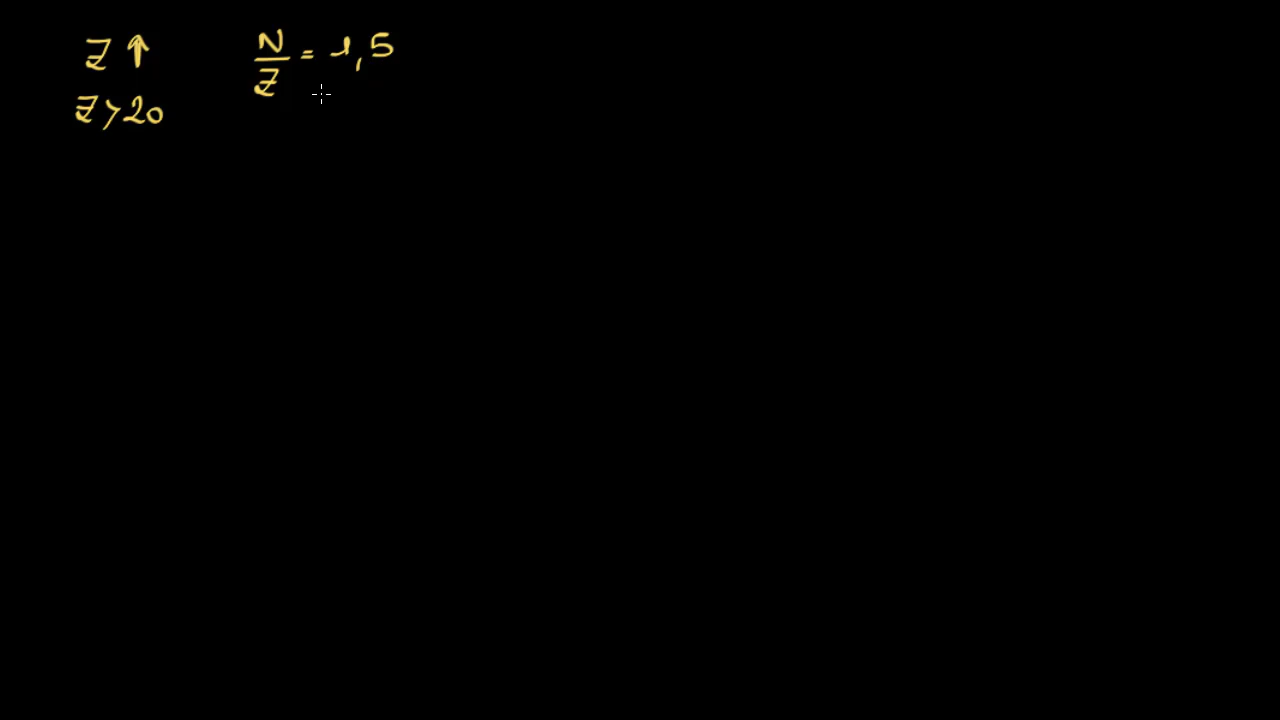 Z ↑
Z > 20
N/Z = 1,5